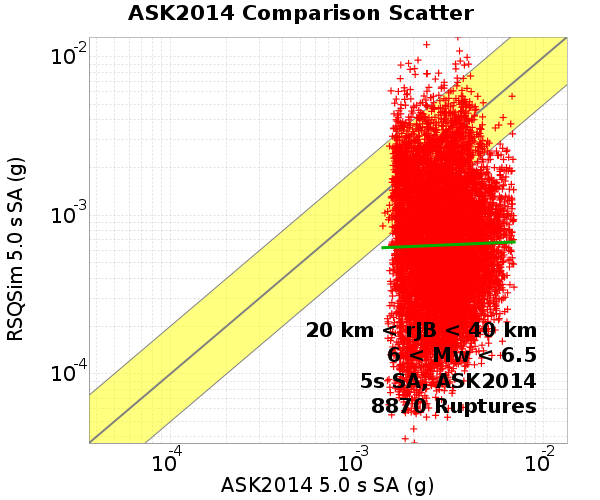 ASK2014 Comparison Scatter
10-2
10-3
10-4
RSQSim 5.0 s SA (g)
20 km < rJB < 40 km
6 < Mw < 6.5
5s SA, ASK2014
8870 Ruptures
10-4 10-3 10-2
ASK2014 5.0 s SA (g)